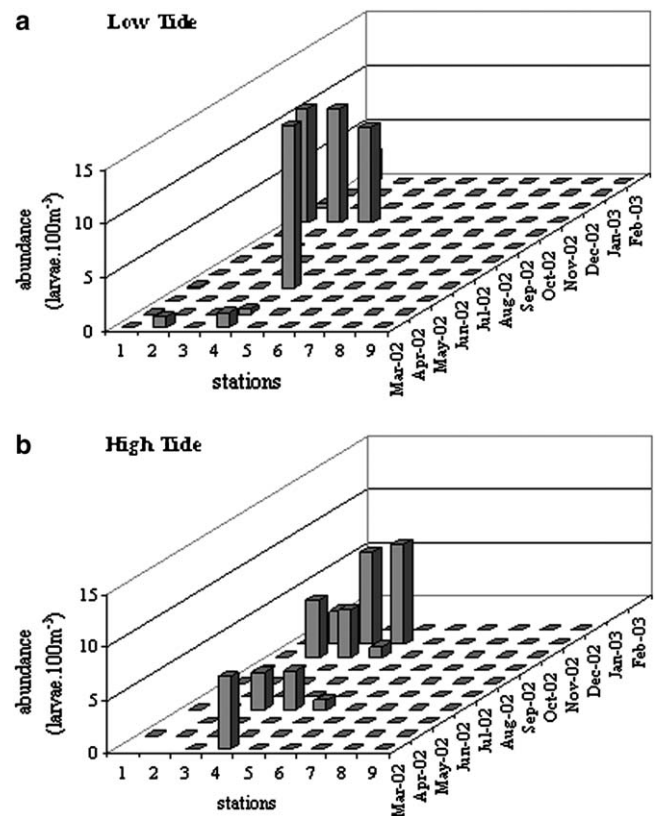 a Low Tide
15
10
5
0
abundance
(larvae.100m⁻³)
1 2 3 4 5 6 7 8 9
stations
Mar-02
Apr-02
May-02
Jun-02
Jul-02
Aug-02
Sep-02
Oct-02
Nov-02
Dec-02
Jan-03
Feb-03
b High Tide
15
10
5
0
abundance
(larvae.100m⁻³)
1 2 3 4 5 6 7 8 9
stations
Mar-02
Apr-02
May-02
Jun-02
Jul-02
Aug-02
Sep-02
Oct-02
Nov-02
Dec-02
Jan-03
Feb-03